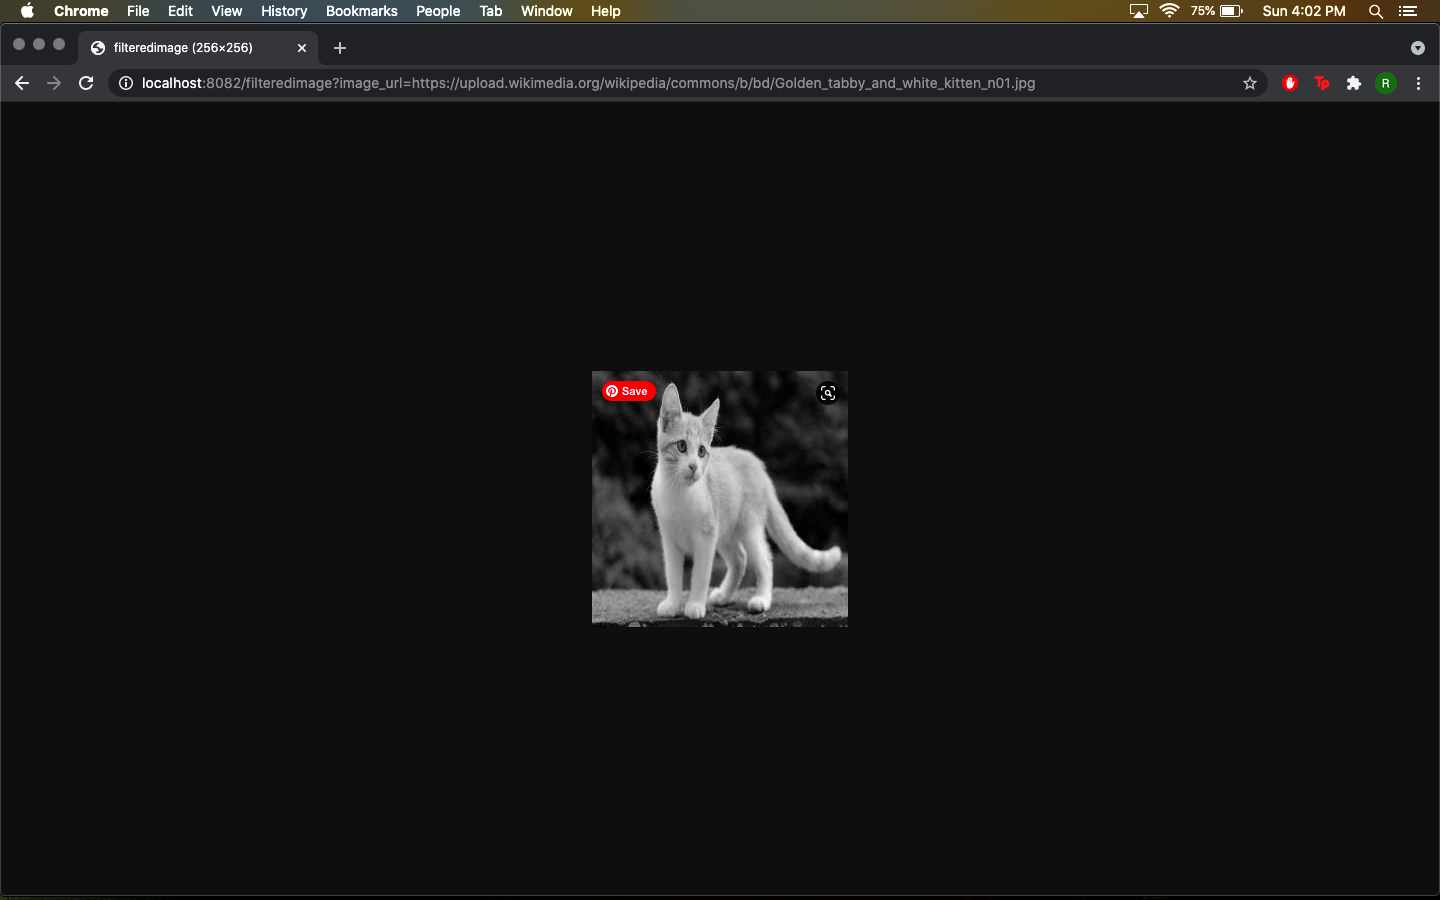 Chrome File Edit View History Bookmarks People Tab Window Help 75% Sun 4:02 PM
filteredimage (256×256)
localhost:8082/filteredimage?image_url=https://upload.wikimedia.org/wikipedia/commons/b/bd/Golden_tabby_and_white_kitten_n01.jpg Tp R
Save